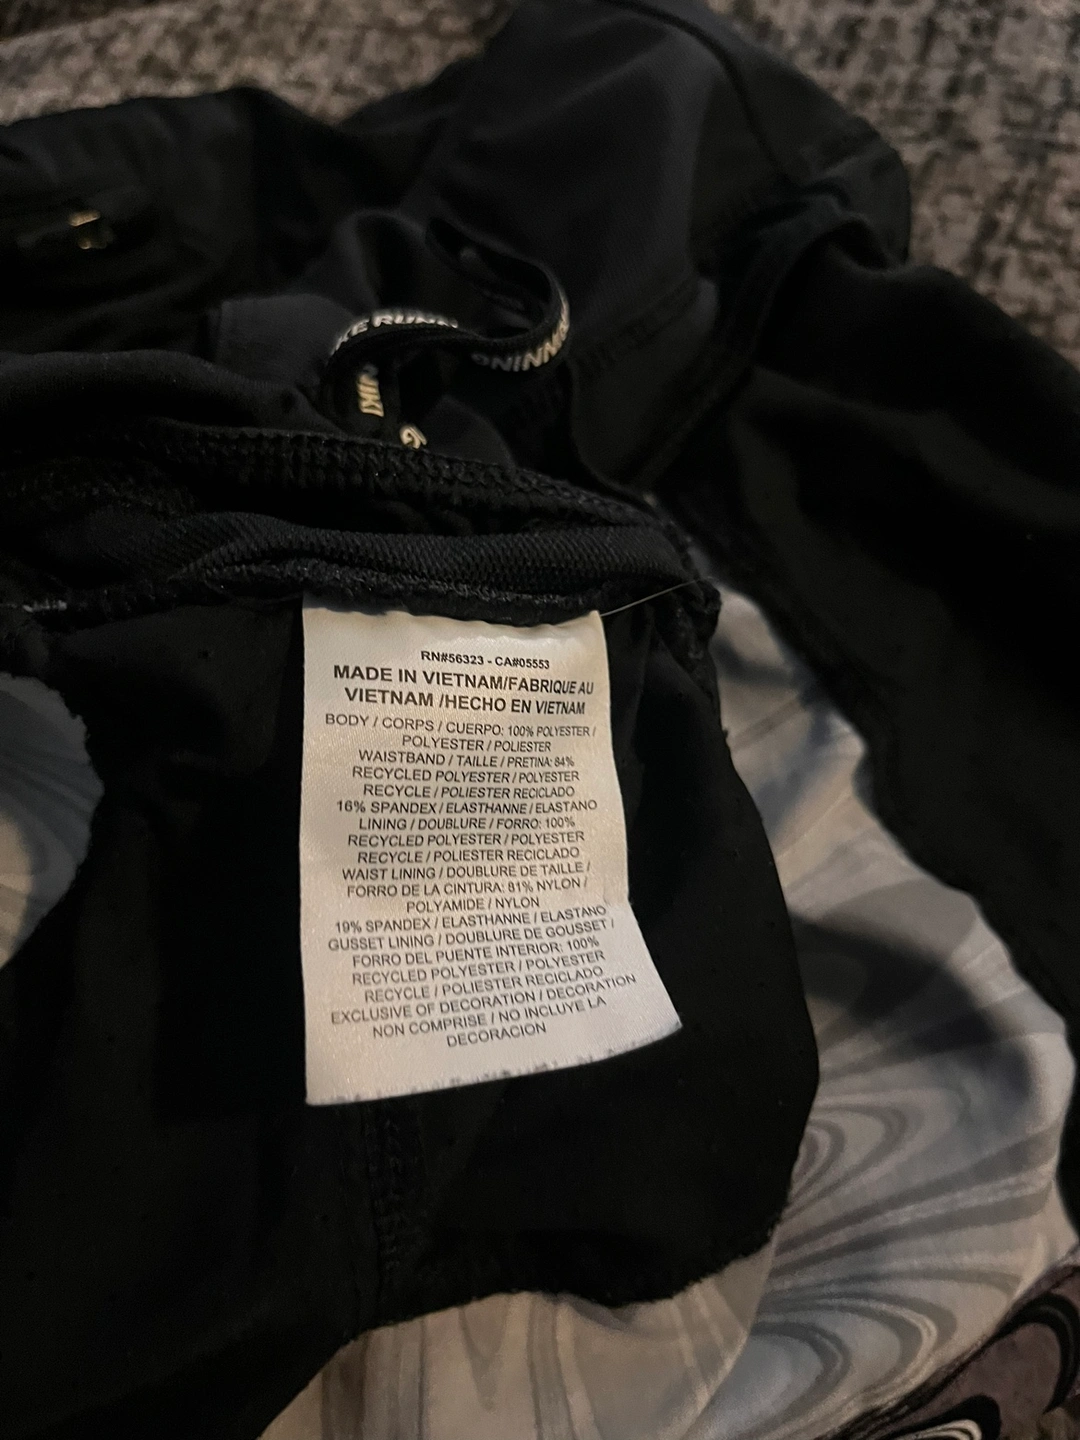 KE RUNN
UNINNI
NIKI
G
RN#56323 - CA#05553
MADE IN VIETNAM/FABRIQUE AU
VIETNAM /HECHO EN VIETNAM
BODY / CORPS / CUERPO: 100% POLYESTER /
POLYESTER / POLIESTER
WAISTBAND / TAILLE / PRETINA: 84%
RECYCLED POLYESTER / POLYESTER
RECYCLE / POLIESTER RECICLADO
16% SPANDEX / ELASTHANNE / ELASTANO
LINING / DOUBLURE / FORRO: 100%
RECYCLED POLYESTER / POLYESTER
RECYCLE / POLIESTER RECICLADO
WAIST LINING / DOUBLURE DE TAILLE /
FORRO DE LA CINTURA: 81% NYLON /
POLYAMIDE / NYLON
19% SPANDEX / ELASTHANNE / ELASTANO
GUSSET LINING / DOUBLURE DE GOUSSET /
FORRO DEL PUENTE INTERIOR: 100%
RECYCLED POLYESTER / POLYESTER
RECYCLE / POLIESTER RECICLADO
EXCLUSIVE OF DECORATION / DECORATION
NON COMPRISE / NO INCLUYE LA
DECORACION